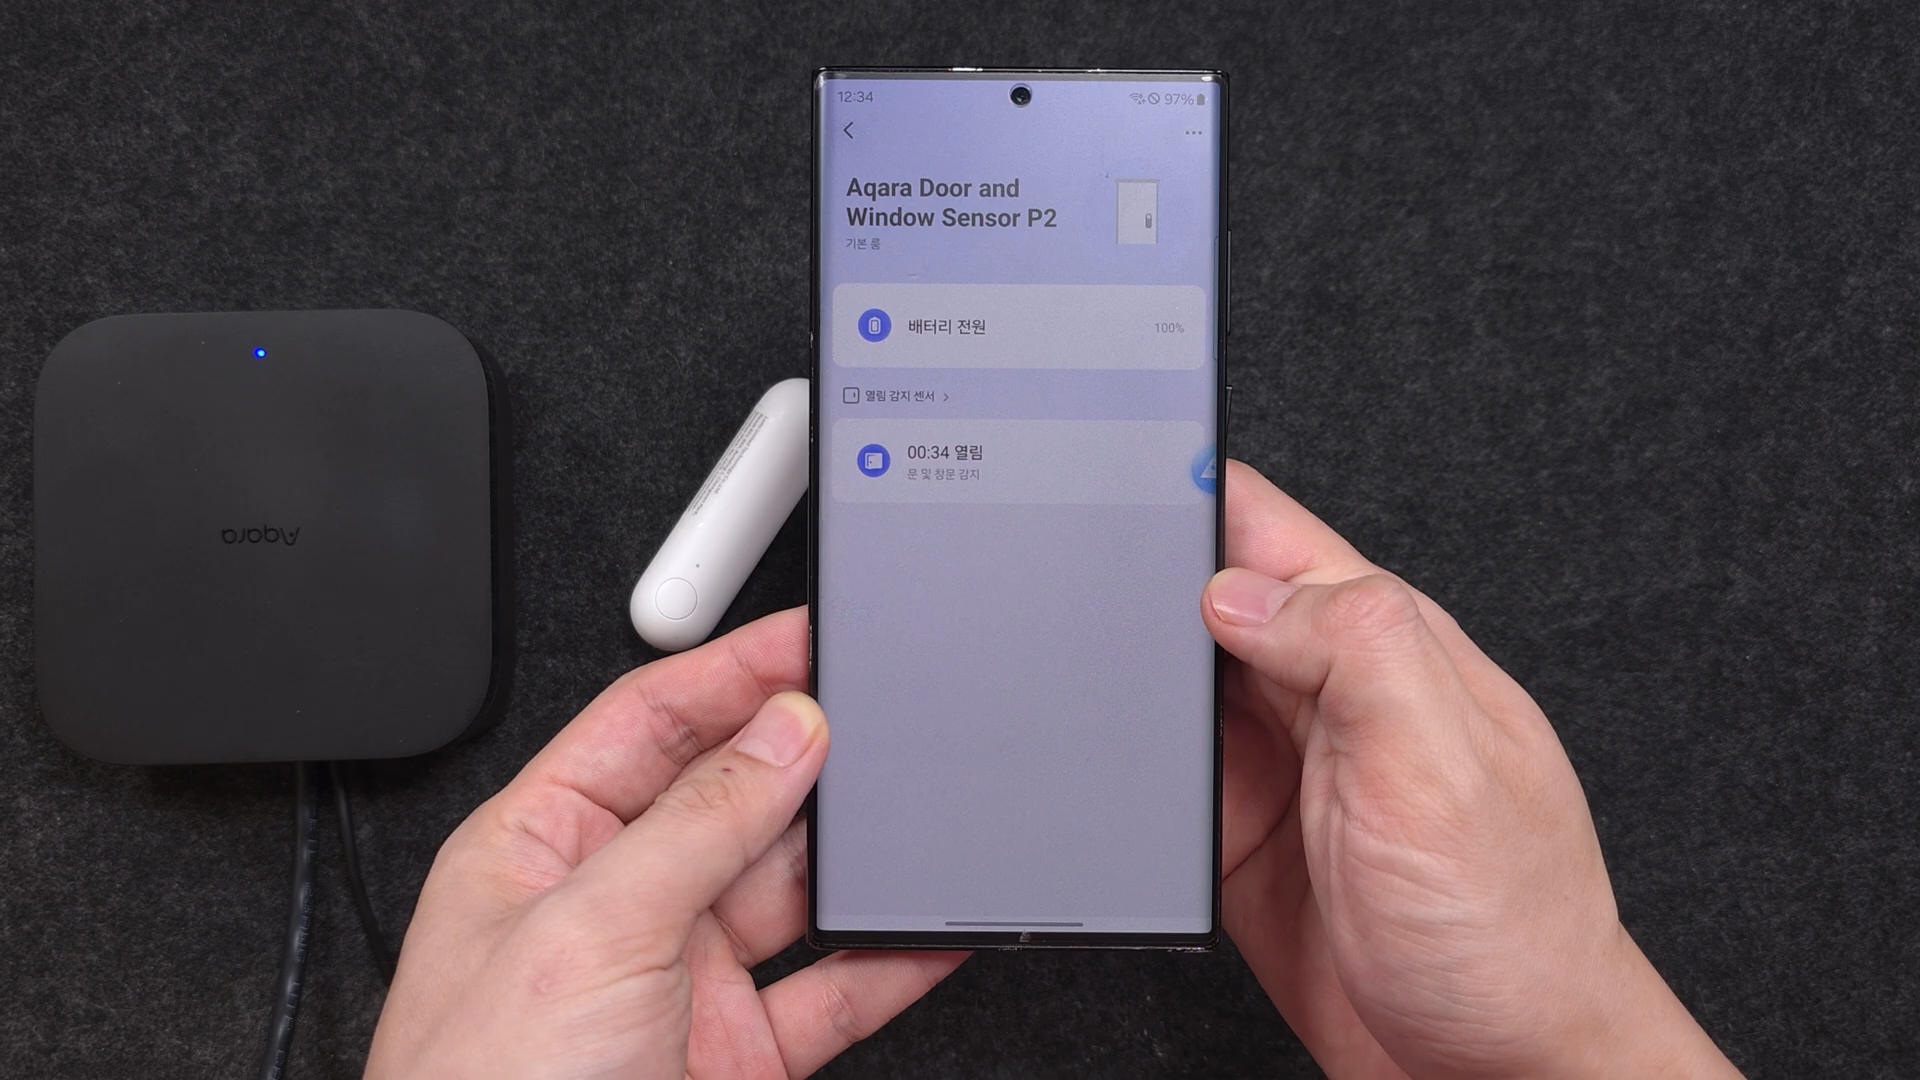 12:34
97%
Aqara Door and
Window Sensor P2
기본 룸
배터리 전원
100%
열림 감지 센서
00:34 열림
문 및 창문 감지
Aqara